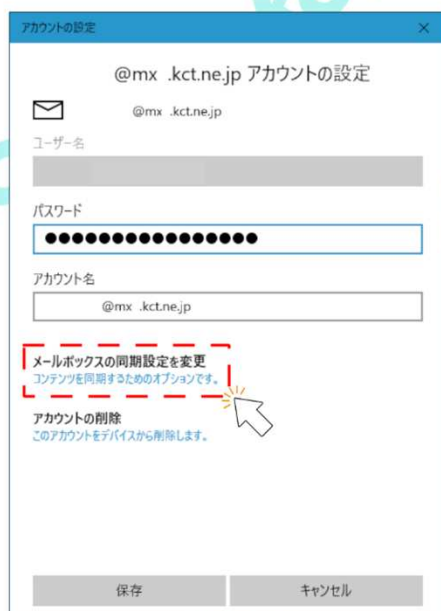 アカウントの設定
@mx .kct.ne.jp アカウントの設定
@mx .kct.ne.jp
ユーザー名
パスワード
●●●●●●●●●●●●●●●●
アカウント名
@mx .kct.ne.jp
メールボックスの同期設定を変更
コンテンツを同期するためのオプションです。
アカウントの削除
このアカウントをデバイスから削除します。
保存
キャンセル